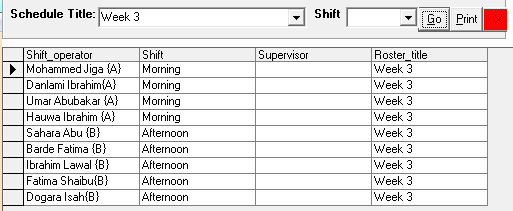 Schedule Title: Week 3 Shift Go Print X
Shift_operator Shift Supervisor Roster_title
Mohammed Jiga {A} Morning Week 3
Danlami Ibrahim{A} Morning Week 3
Umar Abubakar {A} Morning Week 3
Hauwa Ibrahim {A} Morning Week 3
Sahara Abu {B} Afternoon Week 3
Barde Fatima {B} Afternoon Week 3
Ibrahim Lawal {B} Afternoon Week 3
Fatima Shaibu{B} Afternoon Week 3
Dogara Isah{B} Afternoon Week 3